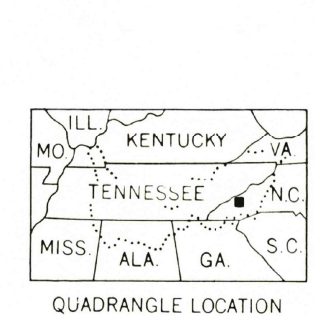 ILL.
KENTUCKY
MO.
VA.
TENNESSEE
N.C.
MISS.
ALA.
GA.
S.C.
QUADRANGLE LOCATION